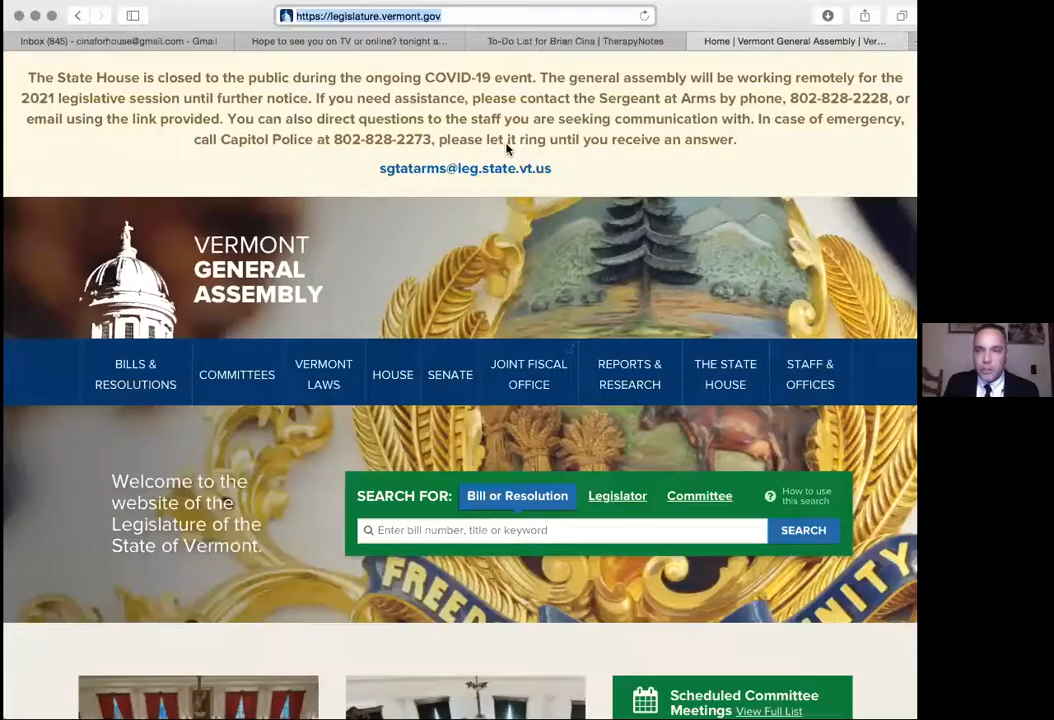 https://legislature.vermont.gov
Inbox (845) - cinaforhouse@gmail.com - Gmail
Hope to see you on TV or online? tonight a...
To-Do List for Brian Cina | TherapyNotes
Home | Vermont General Assembly | Ver...
The State House is closed to the public during the ongoing COVID-19 event. The general assembly will be working remotely for the
2021 legislative session until further notice. If you need assistance, please contact the Sergeant at Arms by phone, 802-828-2228, or
email using the link provided. You can also direct questions to the staff you are seeking communication with. In case of emergency,
call Capitol Police at 802-828-2273, please let it ring until you receive an answer.
sgtatarms@leg.state.vt.us
VERMONT
GENERAL
ASSEMBLY
BILLS &
RESOLUTIONS
COMMITTEES
VERMONT
LAWS
HOUSE
SENATE
JOINT FISCAL
OFFICE
REPORTS &
RESEARCH
THE STATE
HOUSE
STAFF &
OFFICES
Welcome to the
website of the
Legislature of the
State of Vermont.
SEARCH FOR: Bill or Resolution Legislator Committee
How to use
this search
Enter bill number, title or keyword
SEARCH
FREED
UNITY
Scheduled Committee
Meetings View Full List